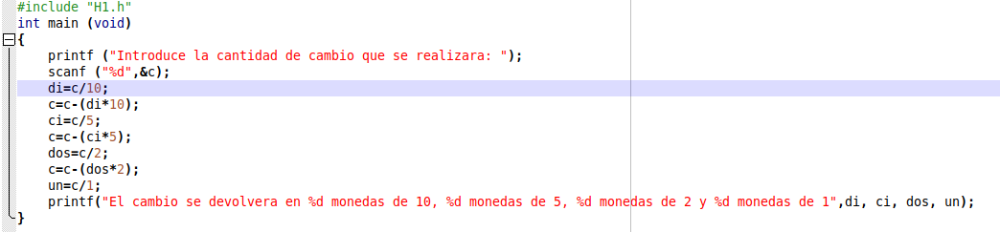 #include "H1.h"
int main (void)
{
printf ("Introduce la cantidad de cambio que se realizara: ");
scanf ("%d",&c);
di=c/10;
c=c-(di*10);
ci=c/5;
c=c-(ci*5);
dos=c/2;
c=c-(dos*2);
un=c/1;
printf("El cambio se devolvera en %d monedas de 10, %d monedas de 5, %d monedas de 2 y %d monedas de 1",di, ci, dos, un);
}